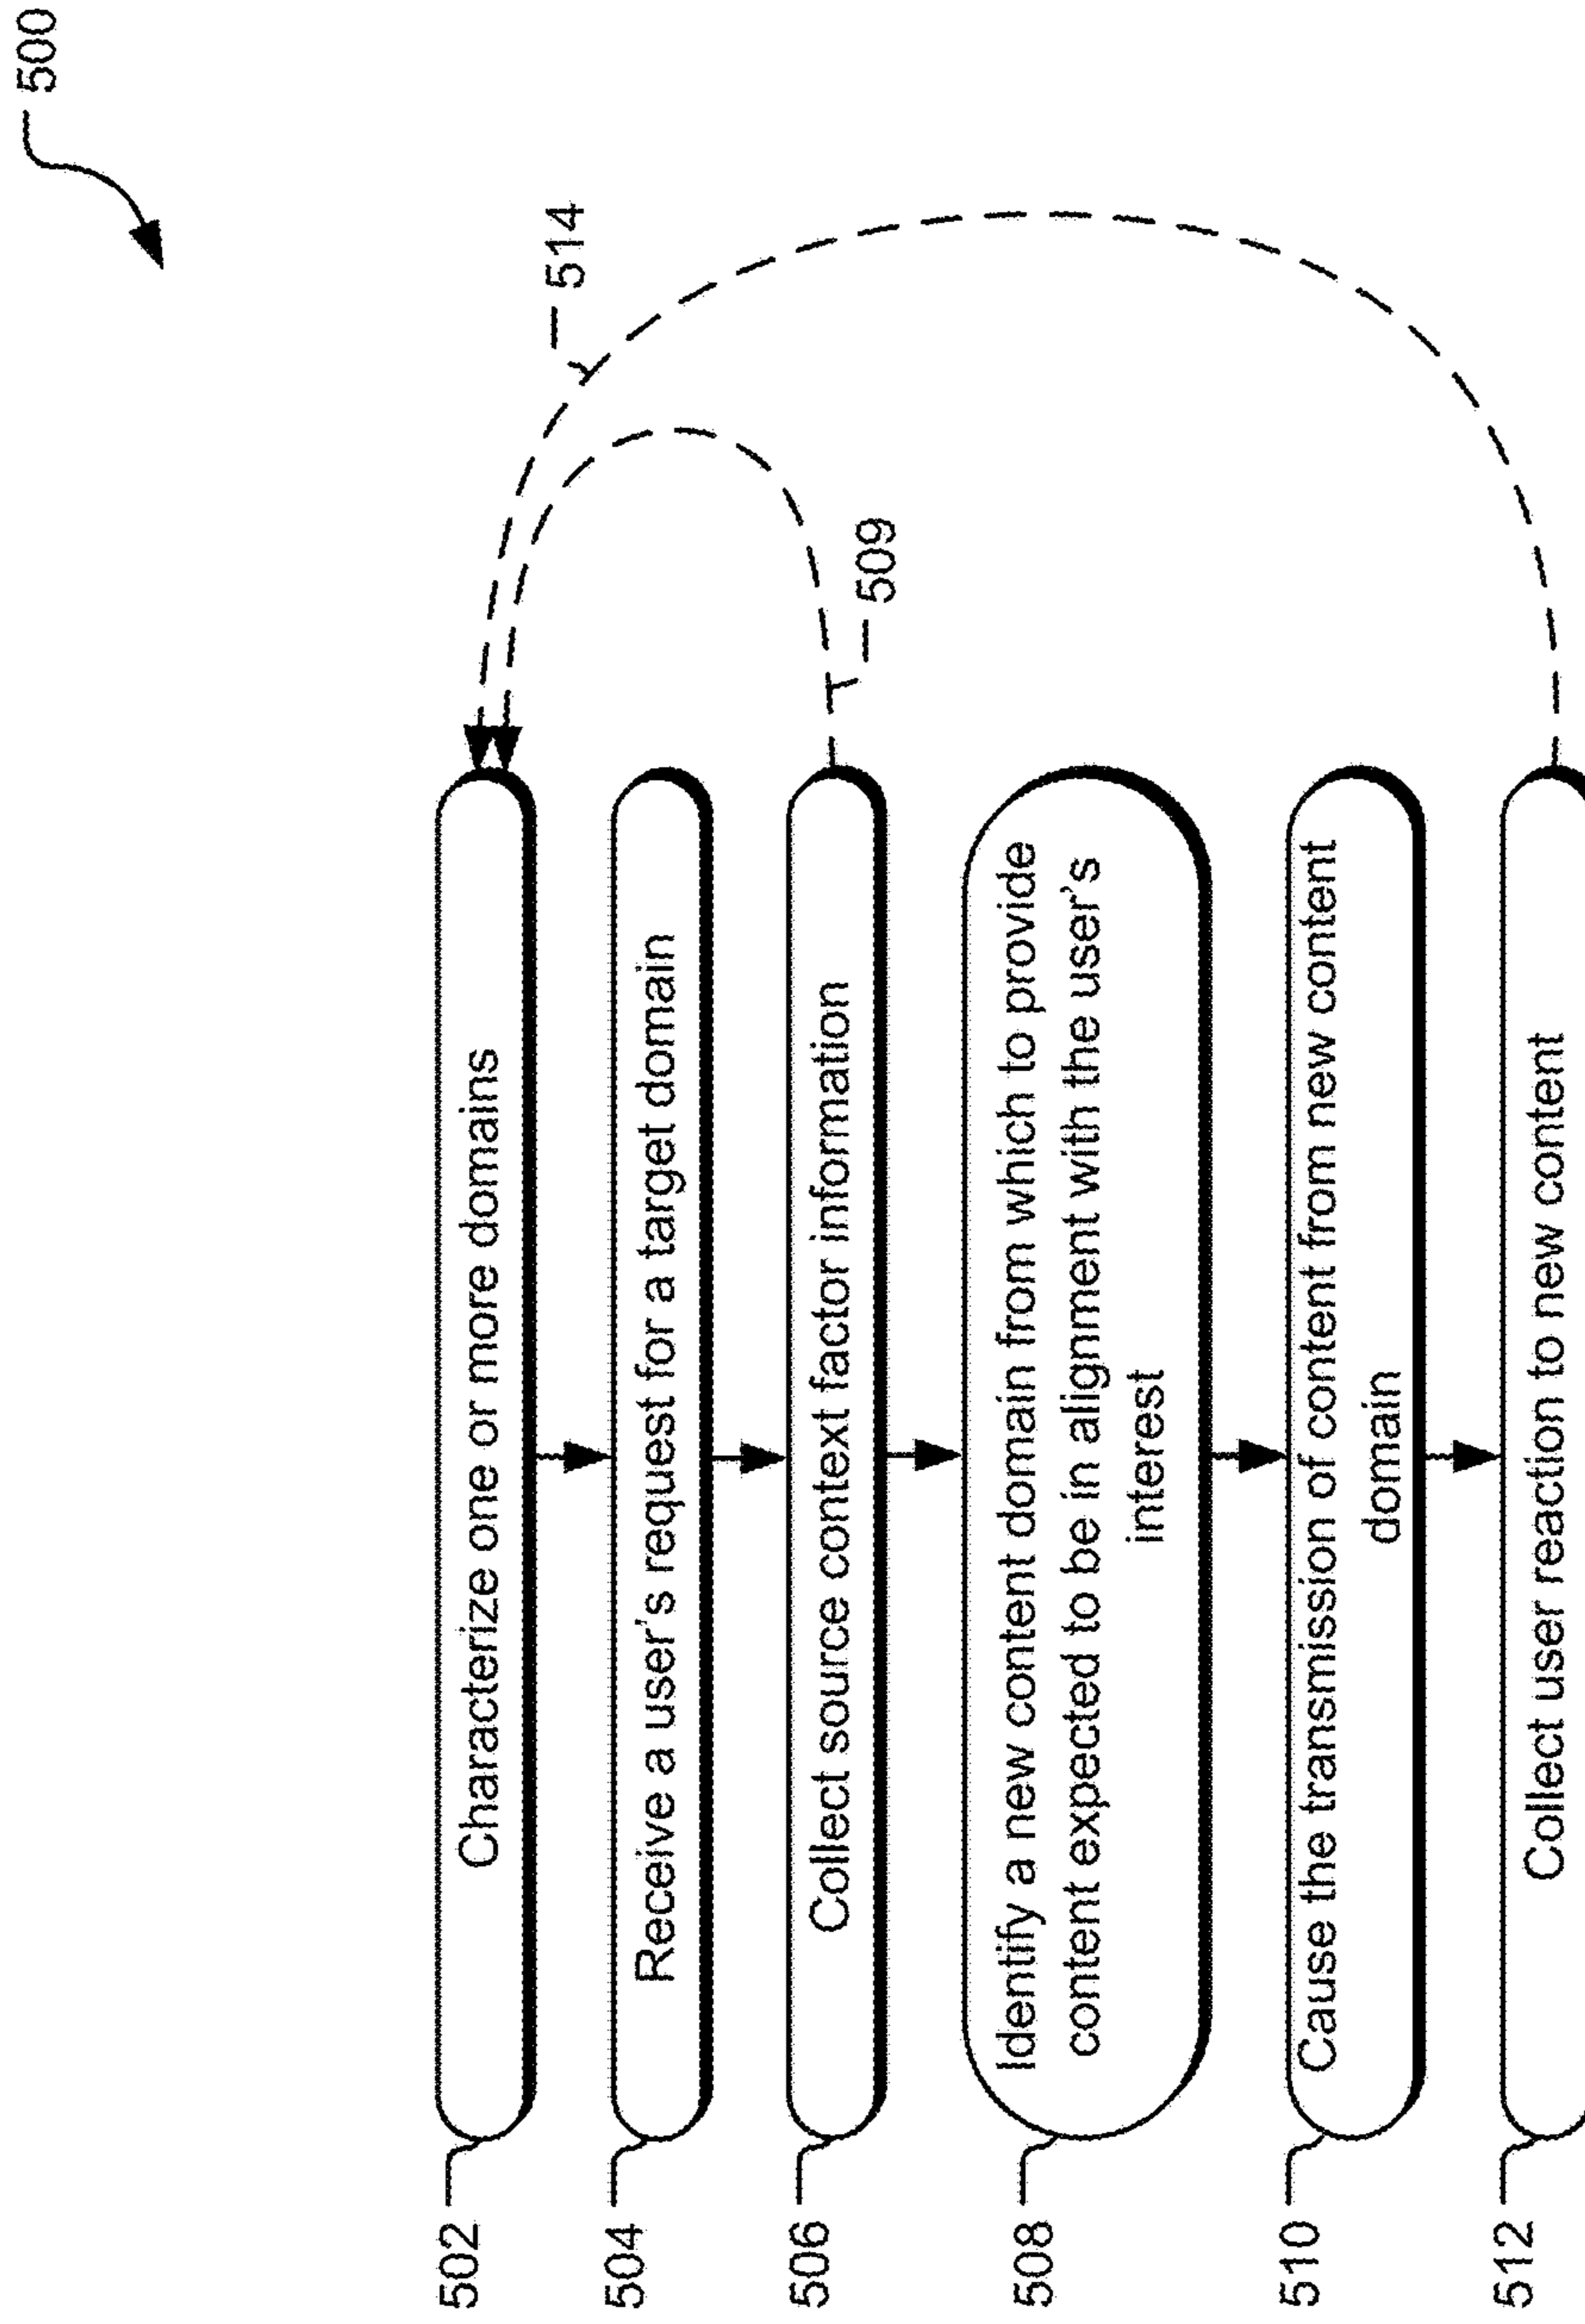 500
502
Characterize one or more domains
514
504
Receive a user's request for a target domain
506
Collect source context factor information
509
508
Identify a new content domain from which to provide
content expected to be in alignment with the user's
interest
510
Cause the transmission of content from new content
domain
512
Collect user reaction to new content